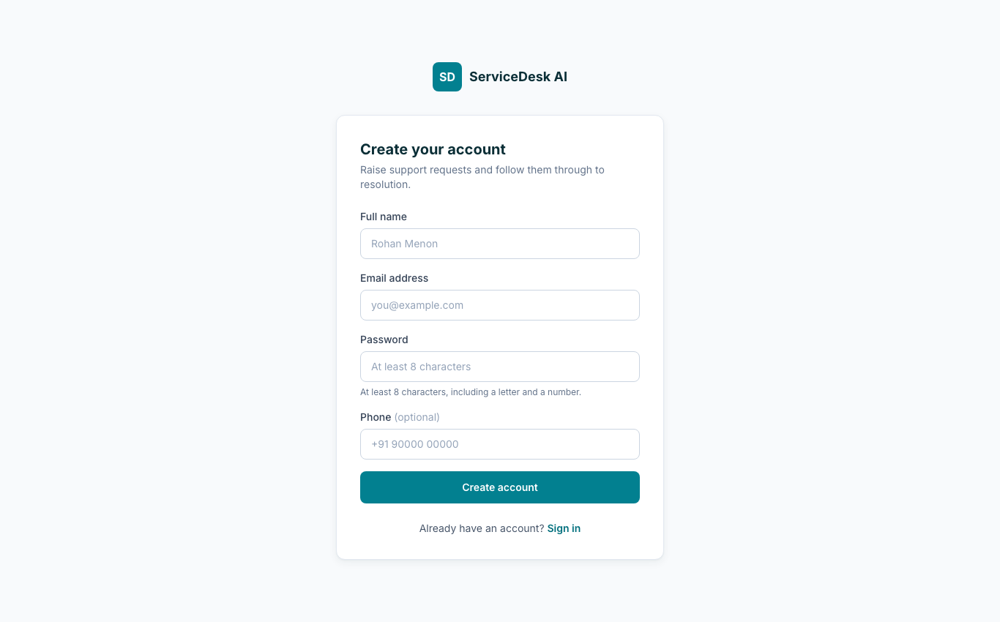 SD ServiceDesk AI
Create your account
Raise support requests and follow them through to
resolution.
Full name
Rohan Menon
Email address
you@example.com
Password
At least 8 characters
At least 8 characters, including a letter and a number.
Phone (optional)
+91 90000 00000
Create account
Already have an account? Sign in